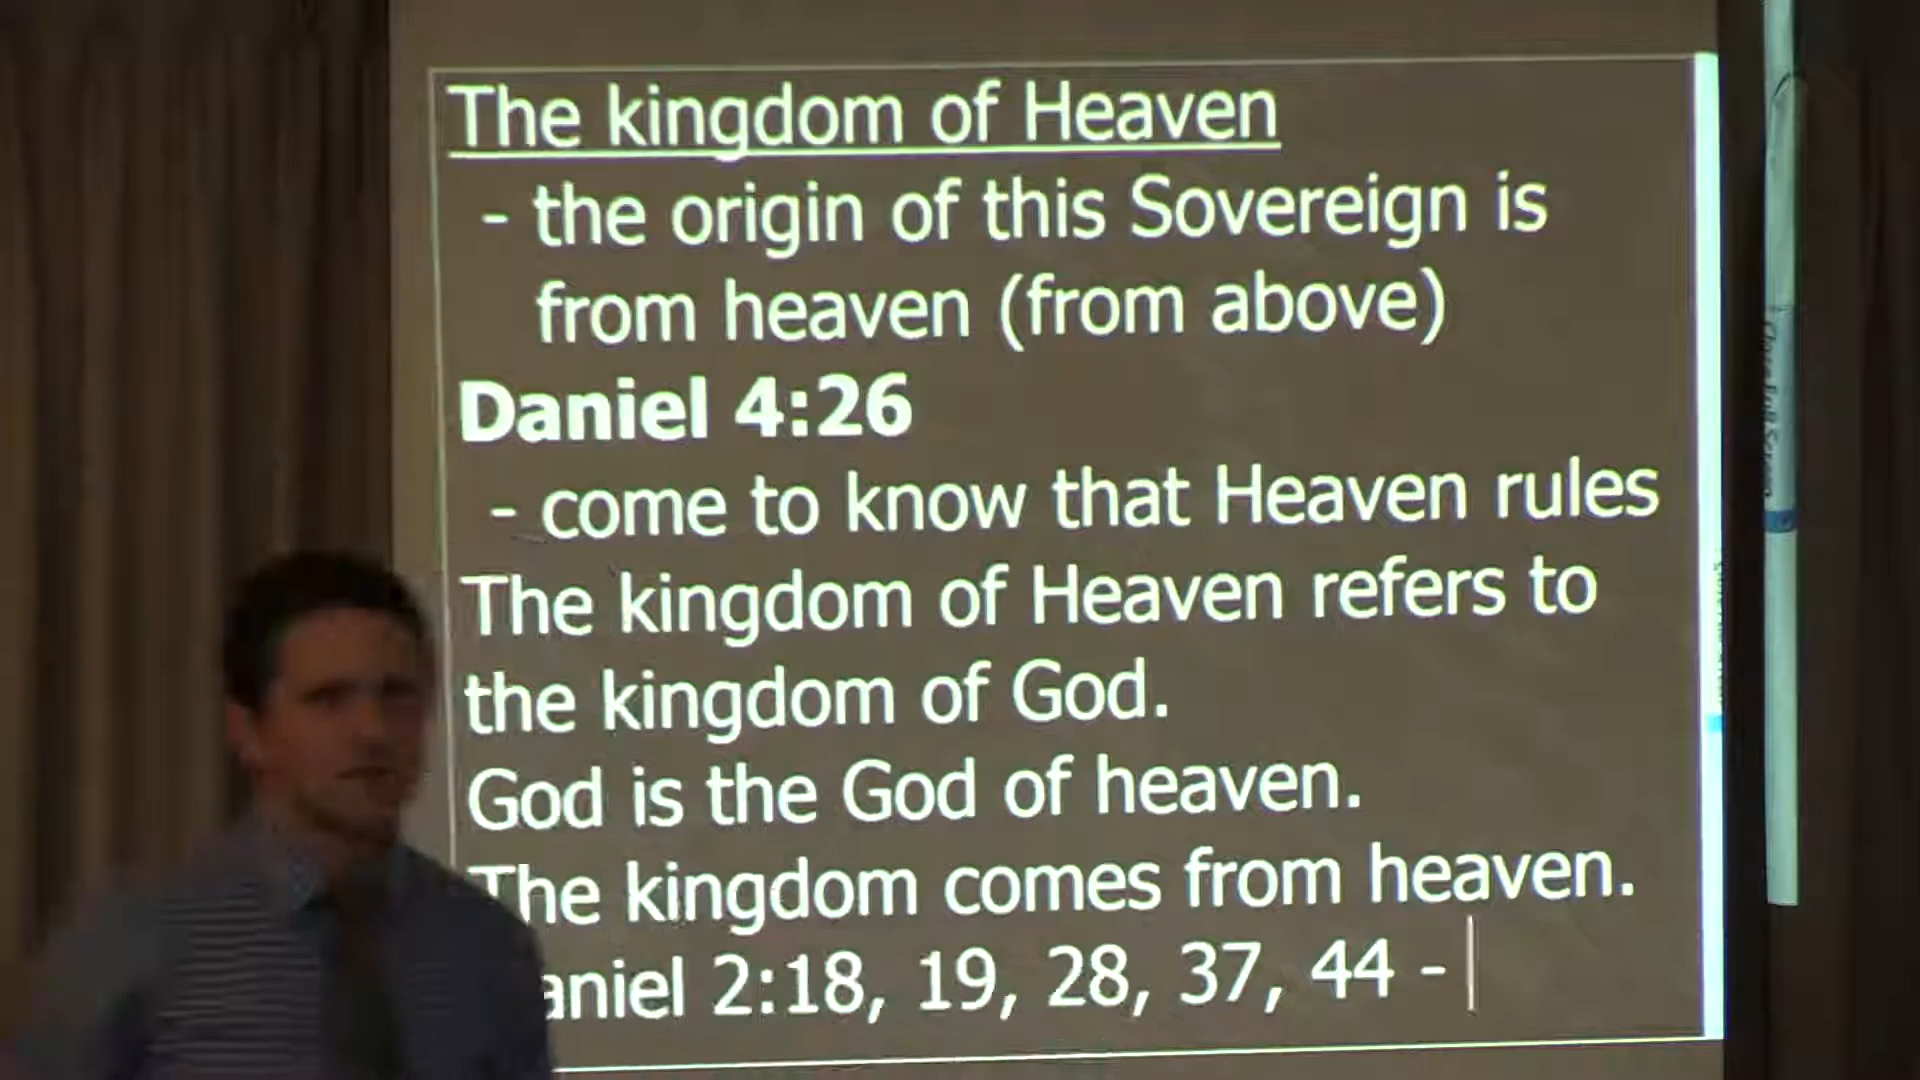 The kingdom of Heaven
- the origin of this Sovereign is
from heaven (from above)
Daniel 4:26
- come to know that Heaven rules
The kingdom of Heaven refers to
the kingdom of God.
God is the God of heaven.
The kingdom comes from heaven.
aniel 2:18, 19, 28, 37, 44 -